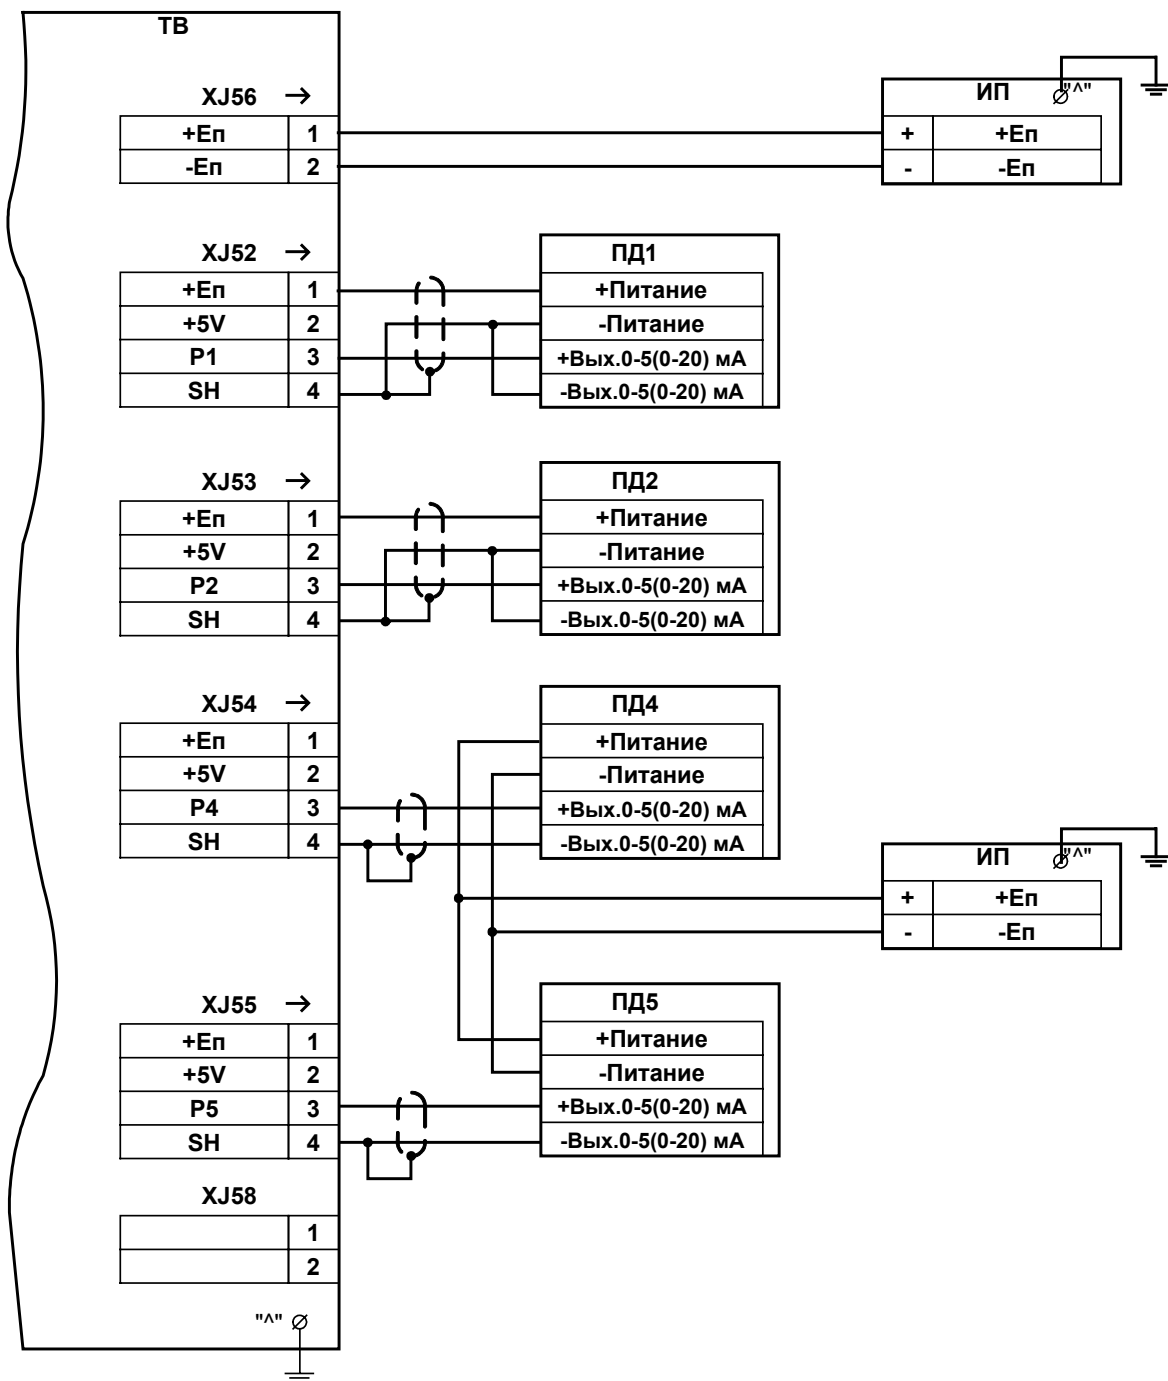 ТВ
XJ56 →
+Еп 1
-Еп 2
ИП "^"
+ +Еп
- -Еп
XJ52 →
+Еп 1
+5V 2
P1 3
SH 4
ПД1
+Питание
-Питание
+Вых.0-5(0-20) мА
-Вых.0-5(0-20) мА
XJ53 →
+Еп 1
+5V 2
P2 3
SH 4
ПД2
+Питание
-Питание
+Вых.0-5(0-20) мА
-Вых.0-5(0-20) мА
XJ54 →
+Еп 1
+5V 2
P4 3
SH 4
ПД4
+Питание
-Питание
+Вых.0-5(0-20) мА
-Вых.0-5(0-20) мА
ИП "^"
+ +Еп
- -Еп
XJ55 →
+Еп 1
+5V 2
P5 3
SH 4
ПД5
+Питание
-Питание
+Вых.0-5(0-20) мА
-Вых.0-5(0-20) мА
XJ58
1
2
"^"